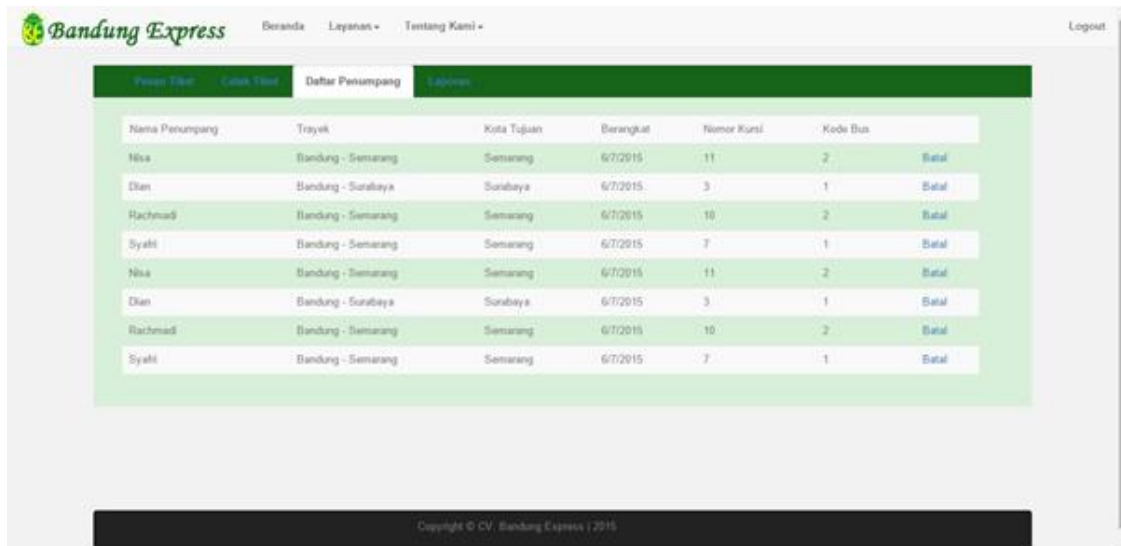 Bandung Express Beranda Layanan Tentang Kami Logout
Pesan Tiket Cetak Tiket Daftar Penumpang Laporan
Nama Penumpang Trayek Kota Tujuan Berangkat Nomor Kursi Kode Bus
Nisa Bandung - Semarang Semarang 6/7/2015 11 2 Batal
Dian Bandung - Surabaya Surabaya 6/7/2015 3 1 Batal
Rachmadi Bandung - Semarang Semarang 6/7/2015 10 2 Batal
Bandung - Semarang Semarang 6/7/2015 7 1 Batal
Nisa Bandung - Semarang Semarang 6/7/2015 11 2 Batal
Dian Bandung - Surabaya Surabaya 6/7/2015 3 1 Batal
Rachmadi Bandung - Semarang Semarang 6/7/2015 10 2 Batal
Bandung - Semarang Semarang 6/7/2015 7 1 Batal
Copyright © CV. Bandung Express | 2015